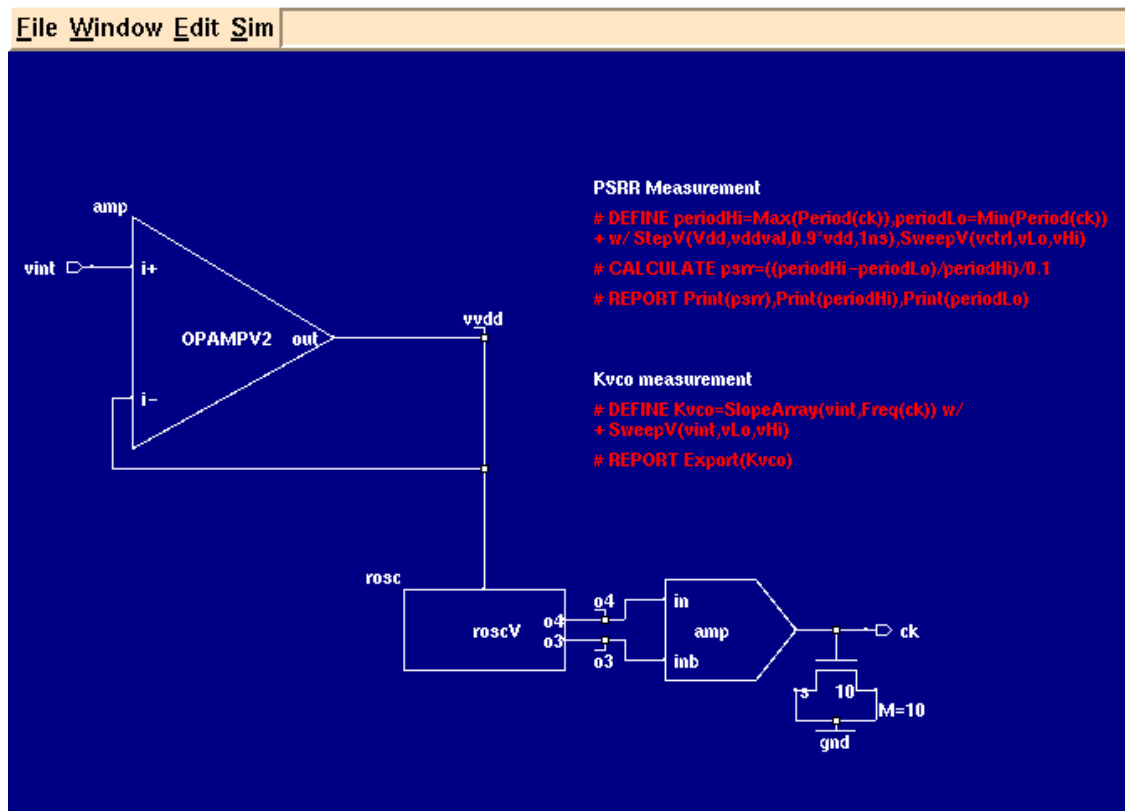 File Window Edit Sim
PSRR Measurement
# DEFINE periodHi=Max(Period(ck)),periodLo=Min(Period(ck))
+ w/ StepV(Vdd,vddval,0.9*vdd,1ns),SweepV(vctrl,vLo,vHi)
# CALCULATE psrr=((periodHi-periodLo)/periodHi)/0.1
# REPORT Print(psrr),Print(periodHi),Print(periodLo)
amp
vint
i+
OPAMPV2
out
i-
vvdd
Kvco measurement
# DEFINE Kvco=SlopeArray(vint,Freq(ck)) w/
+ SweepV(vint,vLo,vHi)
# REPORT Export(Kvco)
rosc
roscV
o4
o3
o4
o3
in
amp
inb
ck
s
10
M=10
gnd